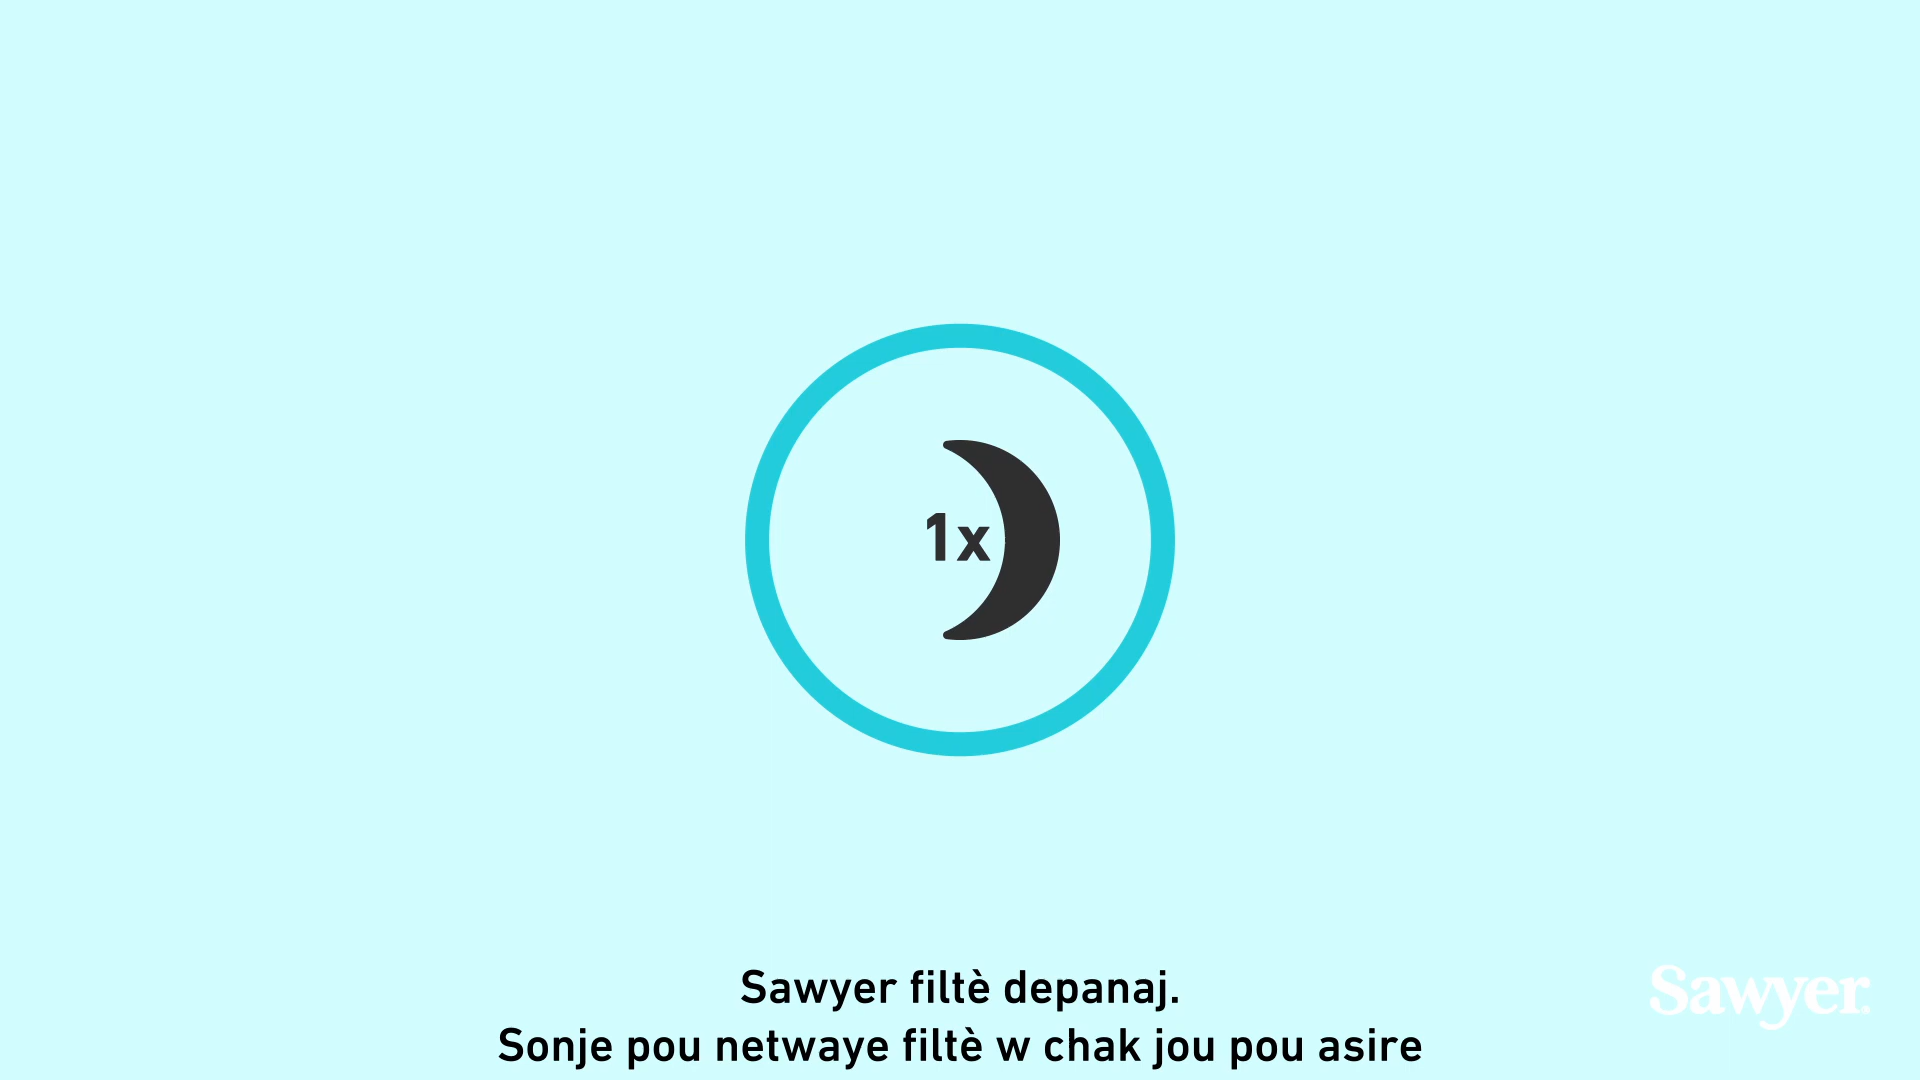 1x
Sawyer filtè depanaj.
Sonje pou netwaye filtè w chak jou pou asire
Sawyer®